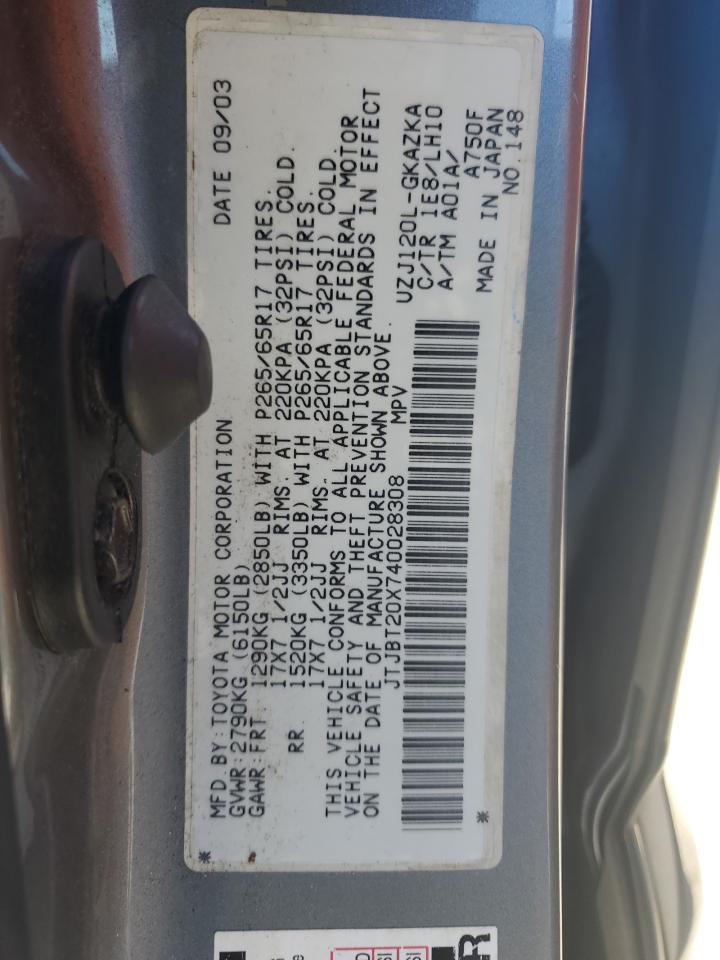 MFD BY:TOYOTA MOTOR CORPORATION DATE 09/03
GVWR:2790KG (6150LB)
GAWR:FRT 1290KG (2850LB) WITH P265/65R17 TIRES.
17X7 1/2JJ RIMS. AT 220KPA (32PSI) COLD.
RR 1520KG (3350LB) WITH P265/65R17 TIRES.
17X7 1/2JJ RIMS. AT 220KPA (32PSI) COLD.
THIS VEHICLE CONFORMS TO ALL APPLICABLE FEDERAL MOTOR
VEHICLE SAFETY AND THEFT PREVENTION STANDARDS IN EFFECT
ON THE DATE OF MANUFACTURE SHOWN ABOVE.
JTJBT20X740028308 MPV
UZJ120L-GKAZKA
C/TR 1E8/LH10
A/TM A01A/ A750F
MADE IN JAPAN
NO.148
* *